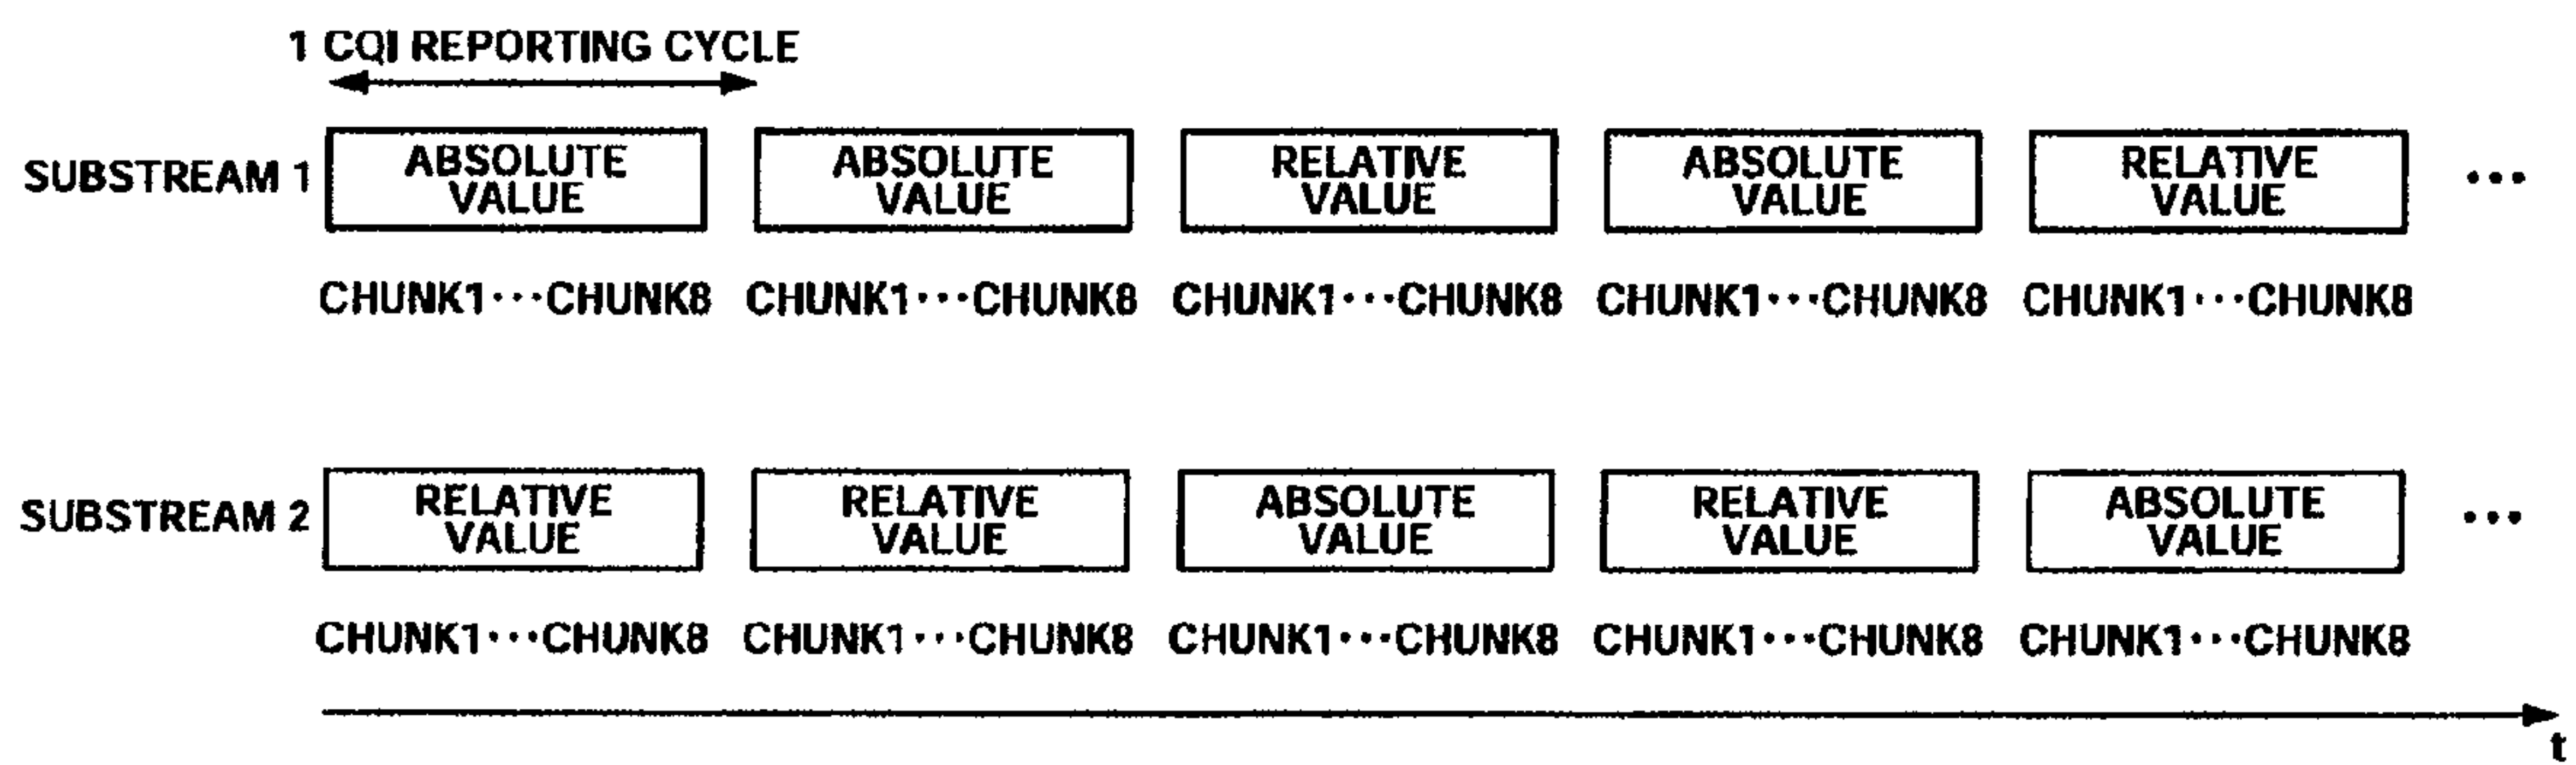 1 CQI REPORTING CYCLE
SUBSTREAM 1
ABSOLUTE
VALUE
ABSOLUTE
VALUE
RELATIVE
VALUE
ABSOLUTE
VALUE
RELATIVE
VALUE
•••
CHUNK1•••CHUNK8 CHUNK1•••CHUNK8 CHUNK1•••CHUNK8 CHUNK1•••CHUNK8 CHUNK1•••CHUNK8
SUBSTREAM 2
RELATIVE
VALUE
RELATIVE
VALUE
ABSOLUTE
VALUE
RELATIVE
VALUE
ABSOLUTE
VALUE
•••
CHUNK1•••CHUNK8 CHUNK1•••CHUNK8 CHUNK1•••CHUNK8 CHUNK1•••CHUNK8 CHUNK1•••CHUNK8
t